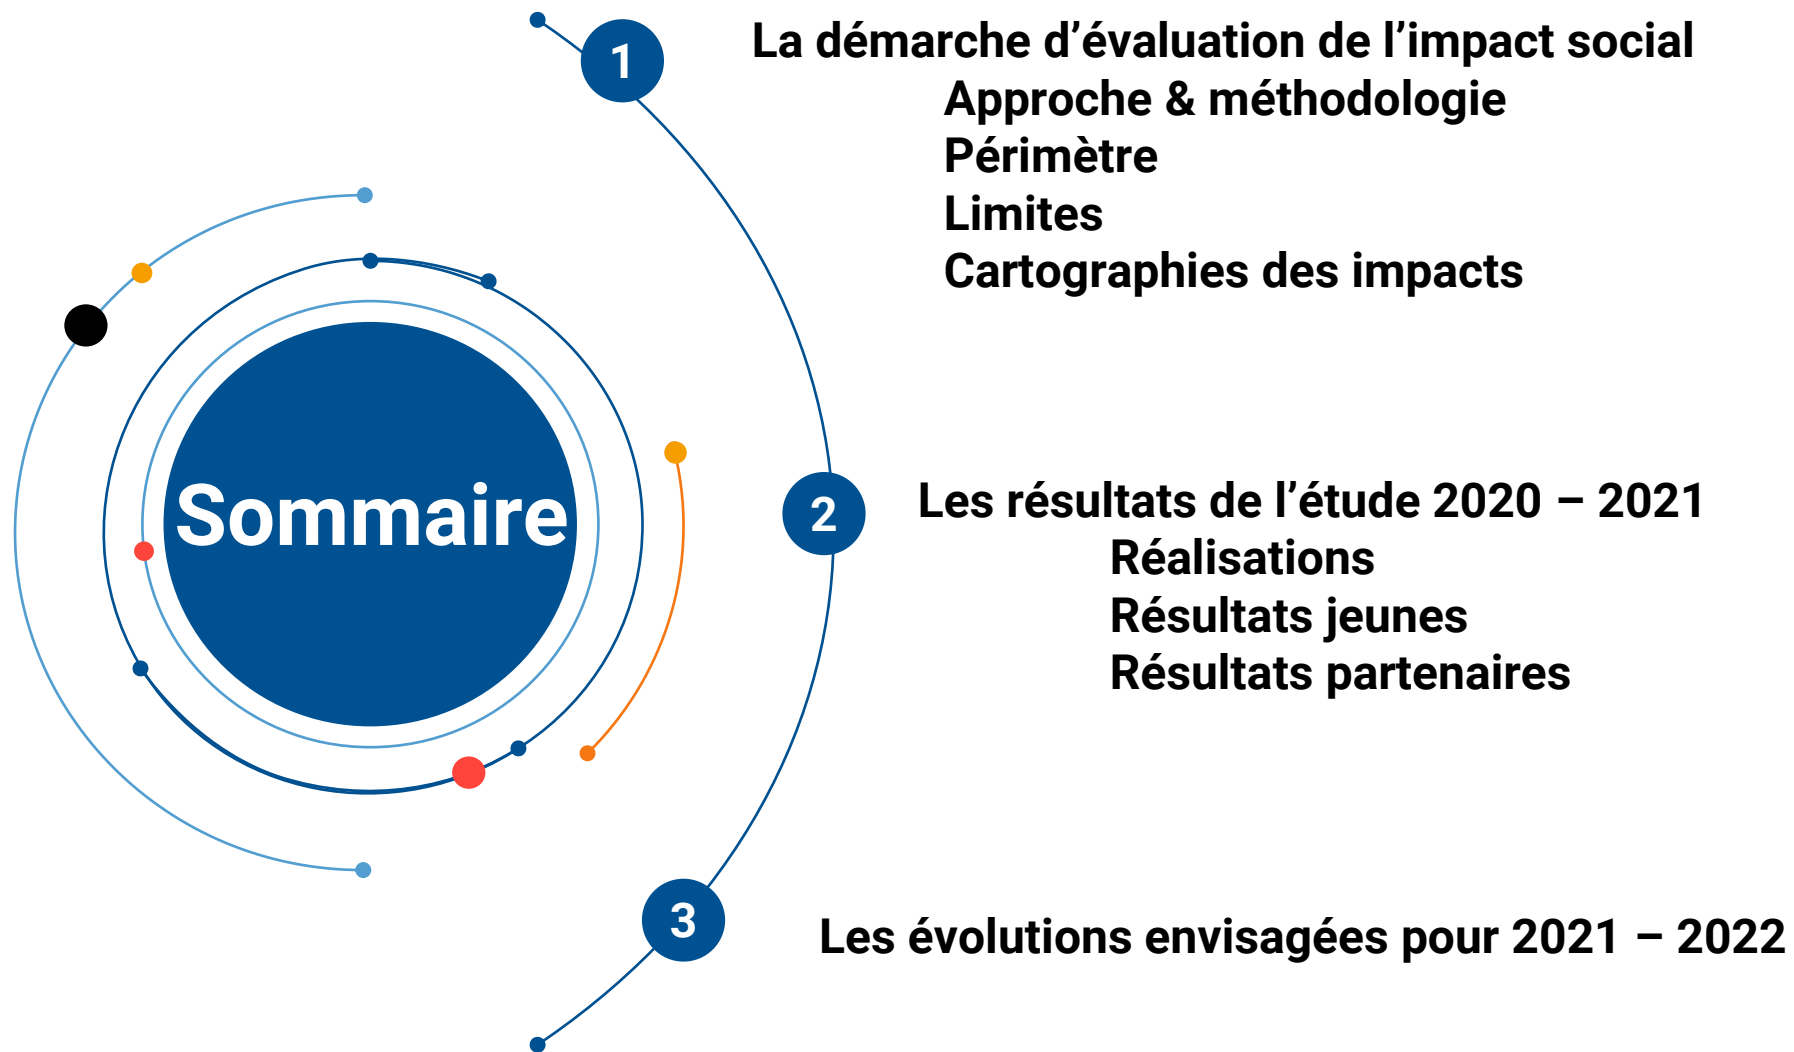 Sommaire
1
La démarche d’évaluation de l’impact social
Approche & méthodologie
Périmètre
Limites
Cartographies des impacts
2
Les résultats de l’étude 2020 – 2021
Réalisations
Résultats jeunes
Résultats partenaires
3
Les évolutions envisagées pour 2021 – 2022